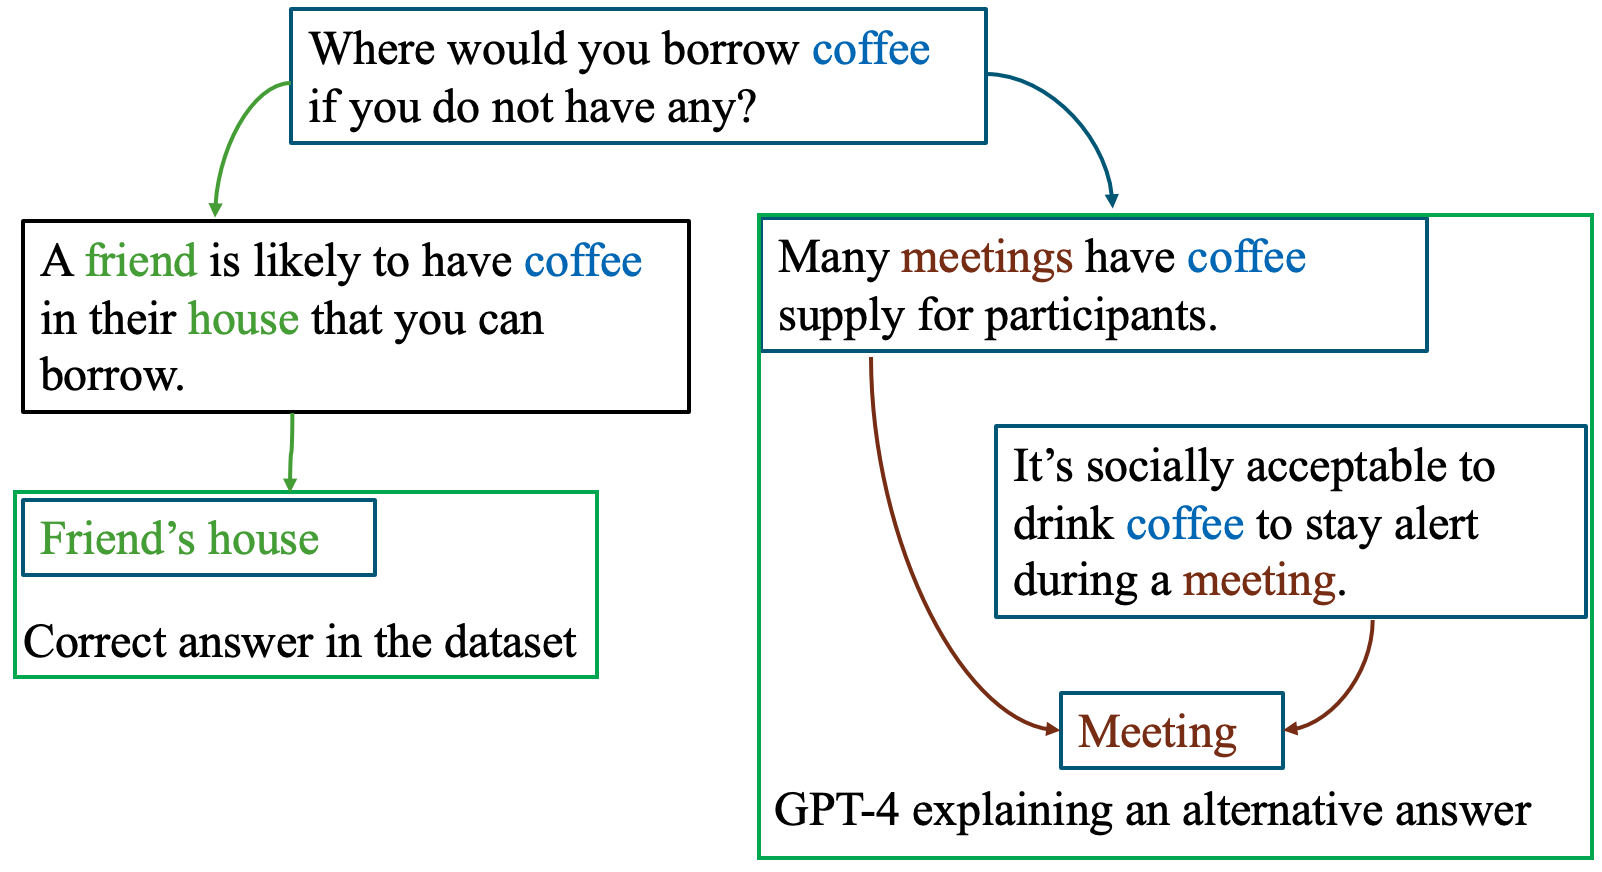 Where would you borrow coffee
if you do not have any?
A friend is likely to have coffee
in their house that you can
borrow.
Friend’s house
Correct answer in the dataset
Many meetings have coffee
supply for participants.
It’s socially acceptable to
drink coffee to stay alert
during a meeting.
Meeting
GPT-4 explaining an alternative answer